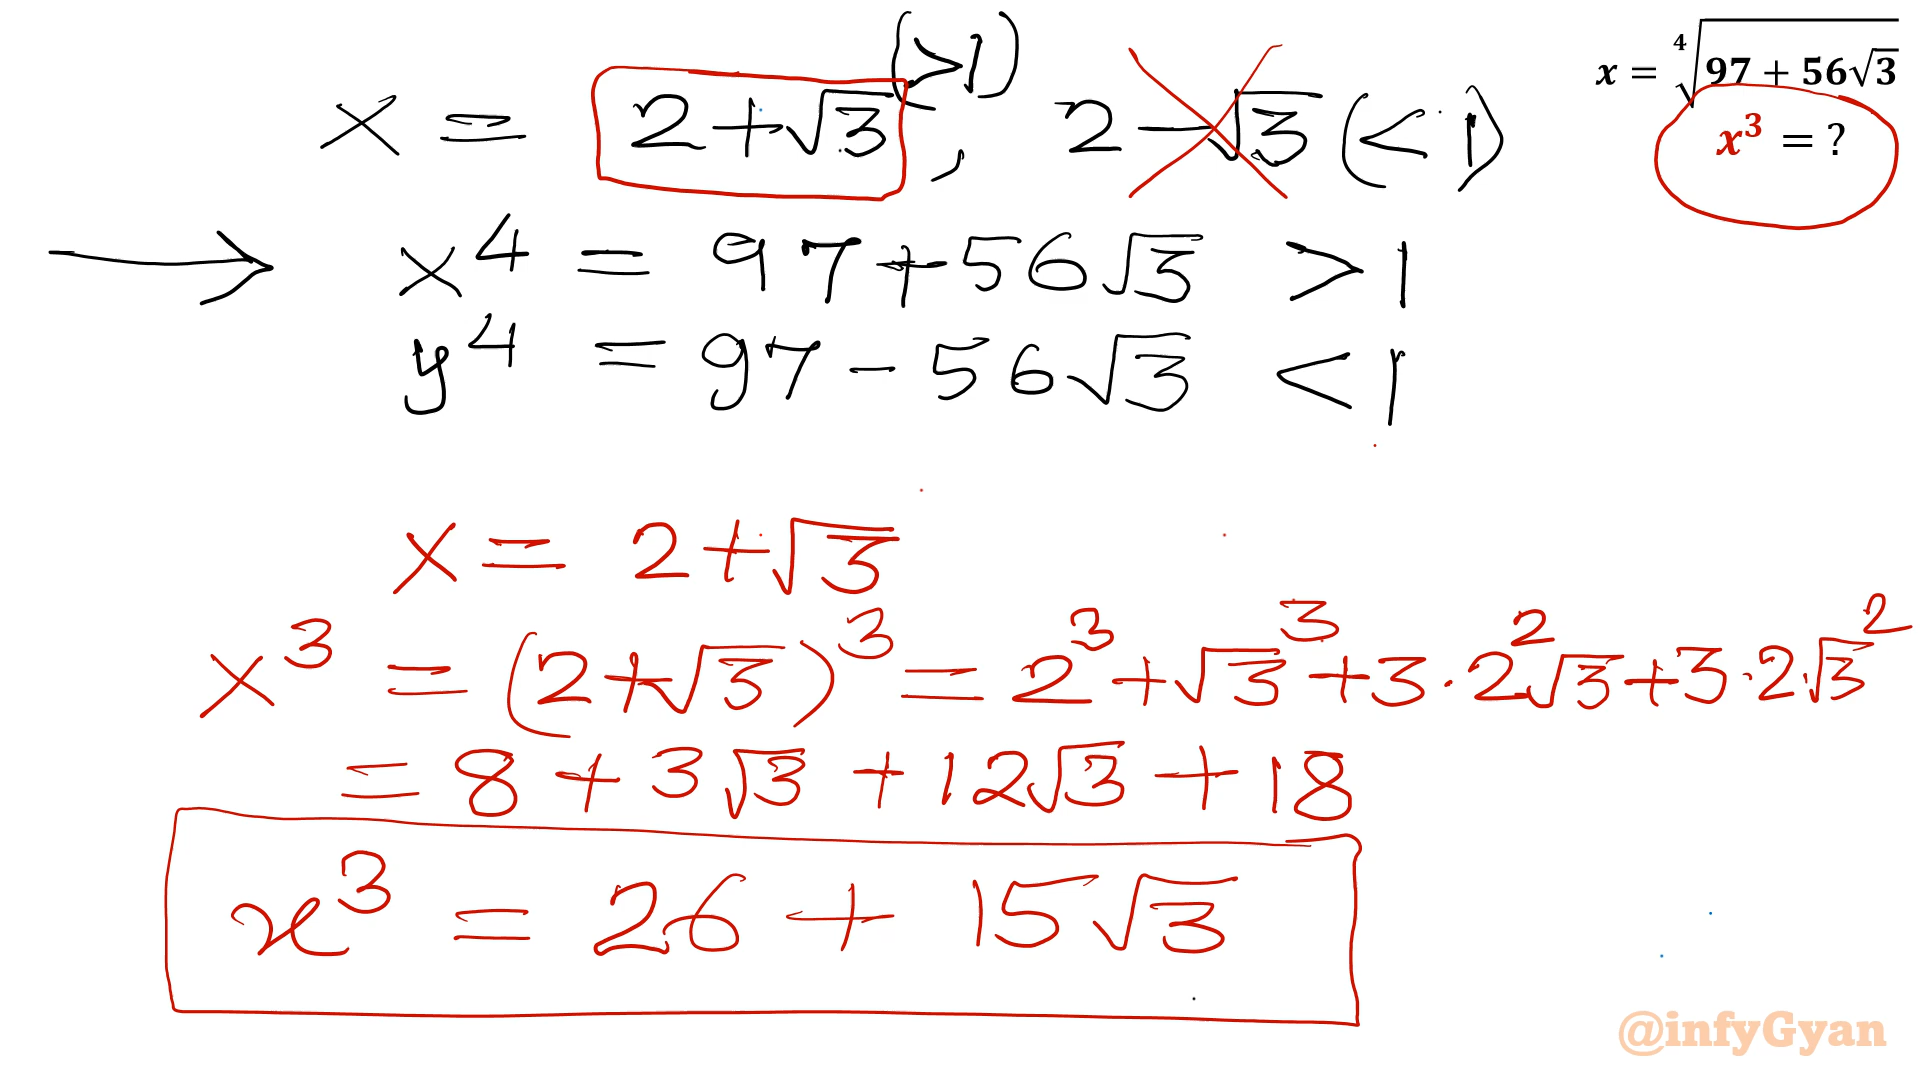 x = 2+√3 (>1), 2-√3 (<1)
x = ⁴√(97 + 56√3)
x³ = ?
x⁴ = 97+56√3 >1
y⁴ = 97-56√3 <1
x = 2+√3
x³ = (2+√3)³ = 2³+√3³+3·2²√3+3·2·√3²
= 8+3√3+12√3+18
x³ = 26+15√3
@infyGyan